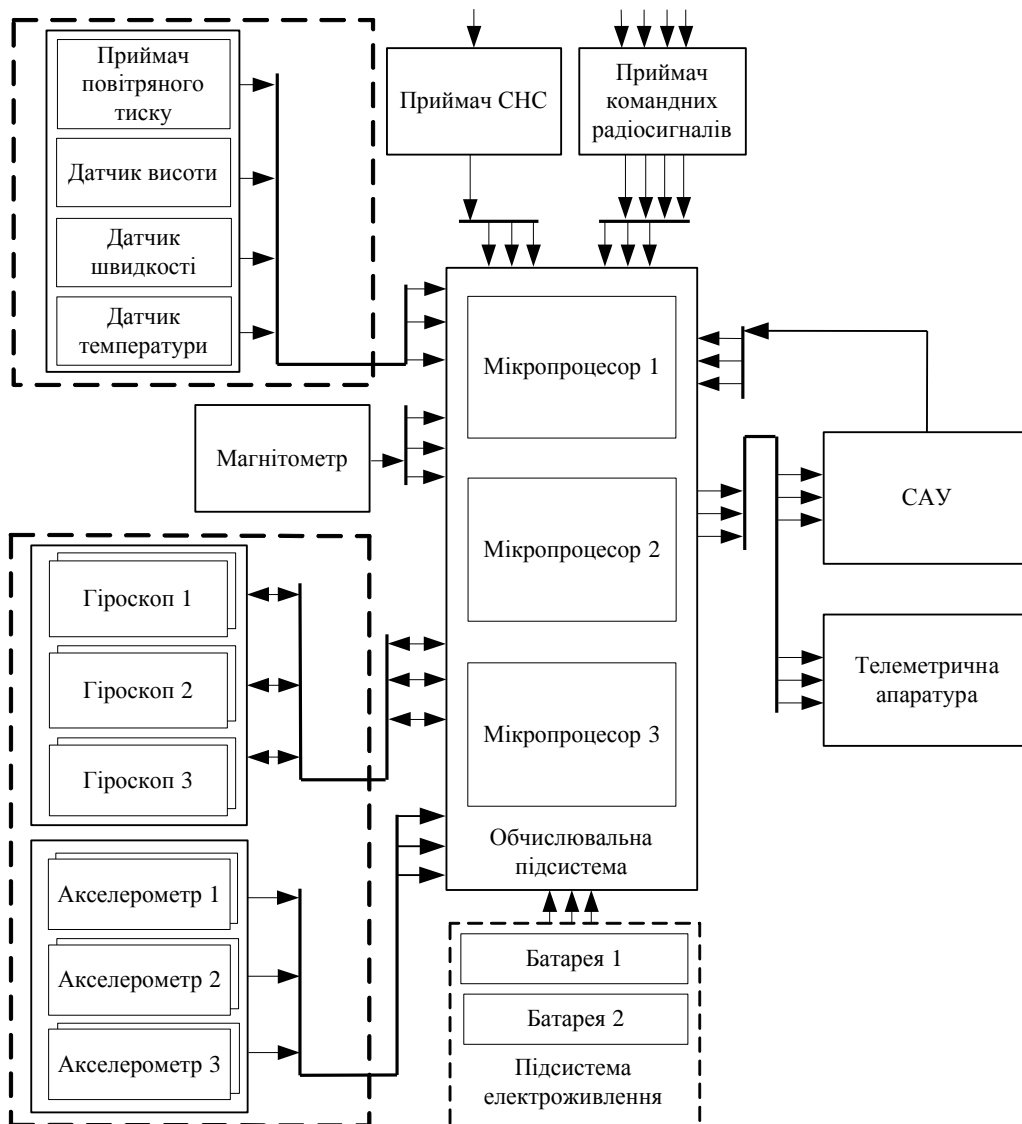 Приймач
повітряного
тиску
Датчик висоти
Датчик
швидкості
Датчик
температури
Приймач СНС
Приймач
командних
радіосигналів
Магнітометр
Мікропроцесор 1
Мікропроцесор 2
Мікропроцесор 3
Обчислювальна
підсистема
САУ
Телеметрична
апаратура
Гіроскоп 1
Гіроскоп 2
Гіроскоп 3
Акселерометр 1
Акселерометр 2
Акселерометр 3
Батарея 1
Батарея 2
Підсистема
електроживлення